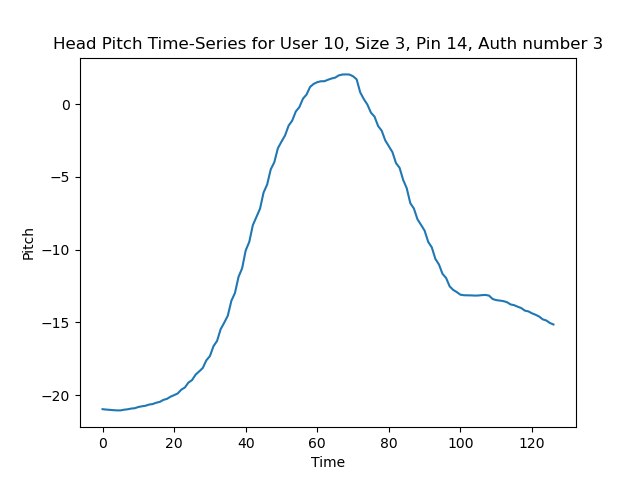 Head Pitch Time-Series for User 10, Size 3, Pin 14, Auth number 3
0
−5
−10
−15
−20
Pitch
0 20 40 60 80 100 120
Time